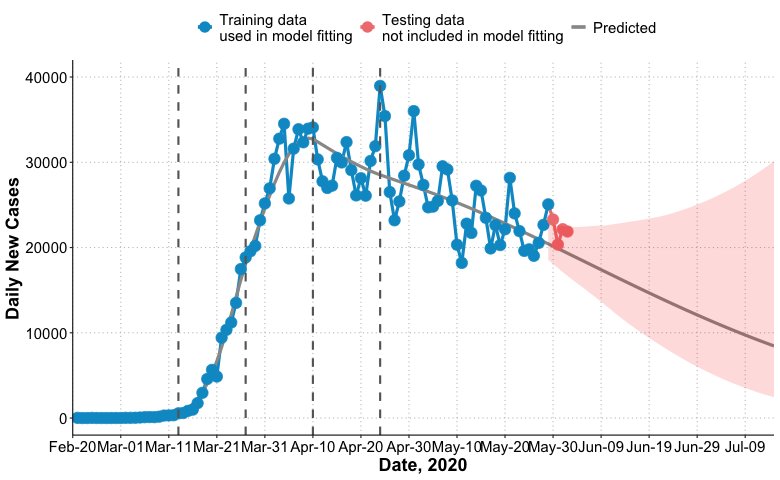 Training data
used in model fitting
Testing data
not included in model fitting
Predicted
Daily New Cases
40000
30000
20000
10000
0
Feb-20 Mar-01 Mar-11 Mar-21 Mar-31 Apr-10 Apr-20 Apr-30 May-10 May-20 May-30 Jun-09 Jun-19 Jun-29 Jul-09
Date, 2020